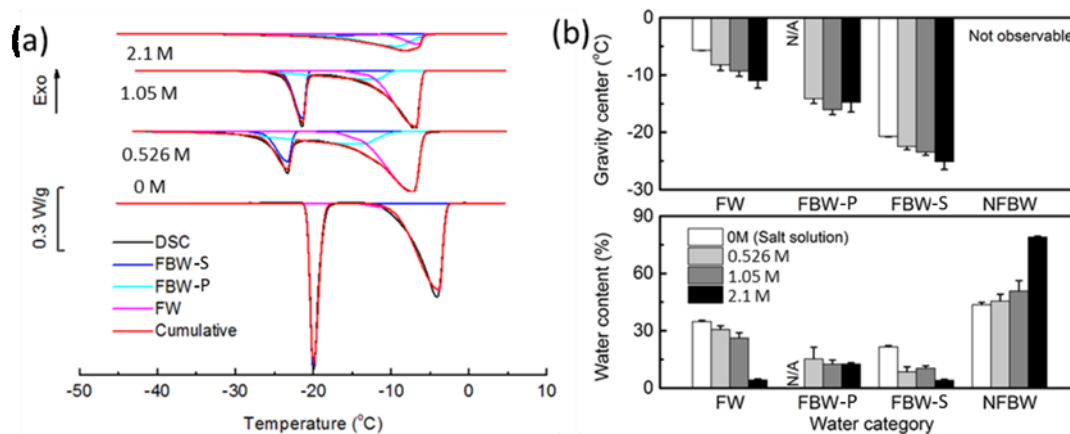 (a)
2.1 M
1.05 M
0.526 M
0 M
Exo
0.3 W/g
DSC
FBW-S
FBW-P
FW
Cumulative
-50 -40 -30 -20 -10 0 10
Temperature (°C)
(b)
0
-10
-20
-30
Gravity center (°C)
N/A
Not observable
FW FBW-P FBW-S NFBW
90
60
30
0
Water content (%)
0M (Salt solution)
0.526 M
1.05 M
2.1 M
N/A
FW FBW-P FBW-S NFBW
Water category